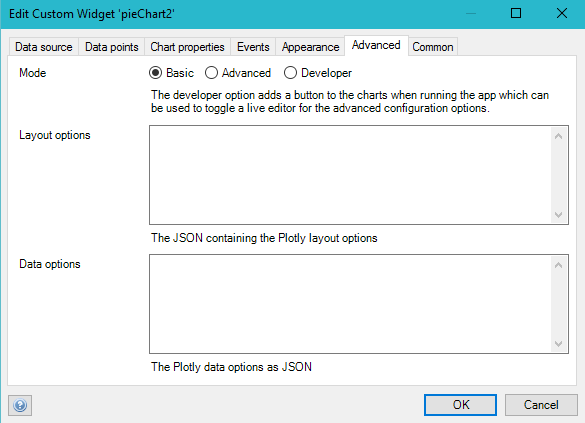 Edit Custom Widget 'pieChart2'
Data source Data points Chart properties Events Appearance Advanced Common
Mode Basic Advanced Developer
The developer option adds a button to the charts when running the app which can
be used to toggle a live editor for the advanced configuration options.
Layout options
The JSON containing the Plotly layout options
Data options
The Plotly data options as JSON
OK Cancel